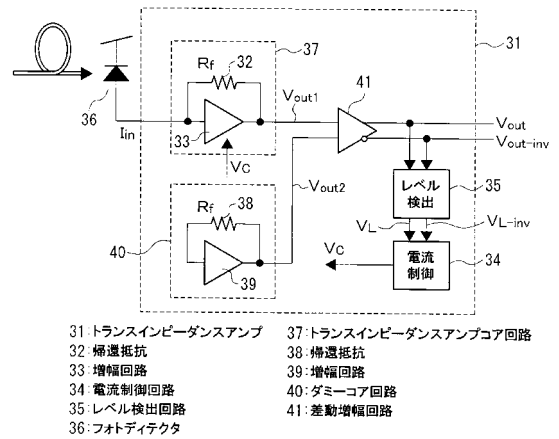 37
31
Rf
32
41
Vout1
Vout
Vout-inv
36
Iin
33
VC
Vout2
レベル
検出
35
VL
VL-inv
Rf
38
40
39
VC
電流
制御
34
31:トランスインピーダンスアンプ
32:帰還抵抗
33:増幅回路
34:電流制御回路
35:レベル検出回路
36:フォトディテクタ
37:トランスインピーダンスアンプコア回路
38:帰還抵抗
39:増幅回路
40:ダミーコア回路
41:差動増幅回路